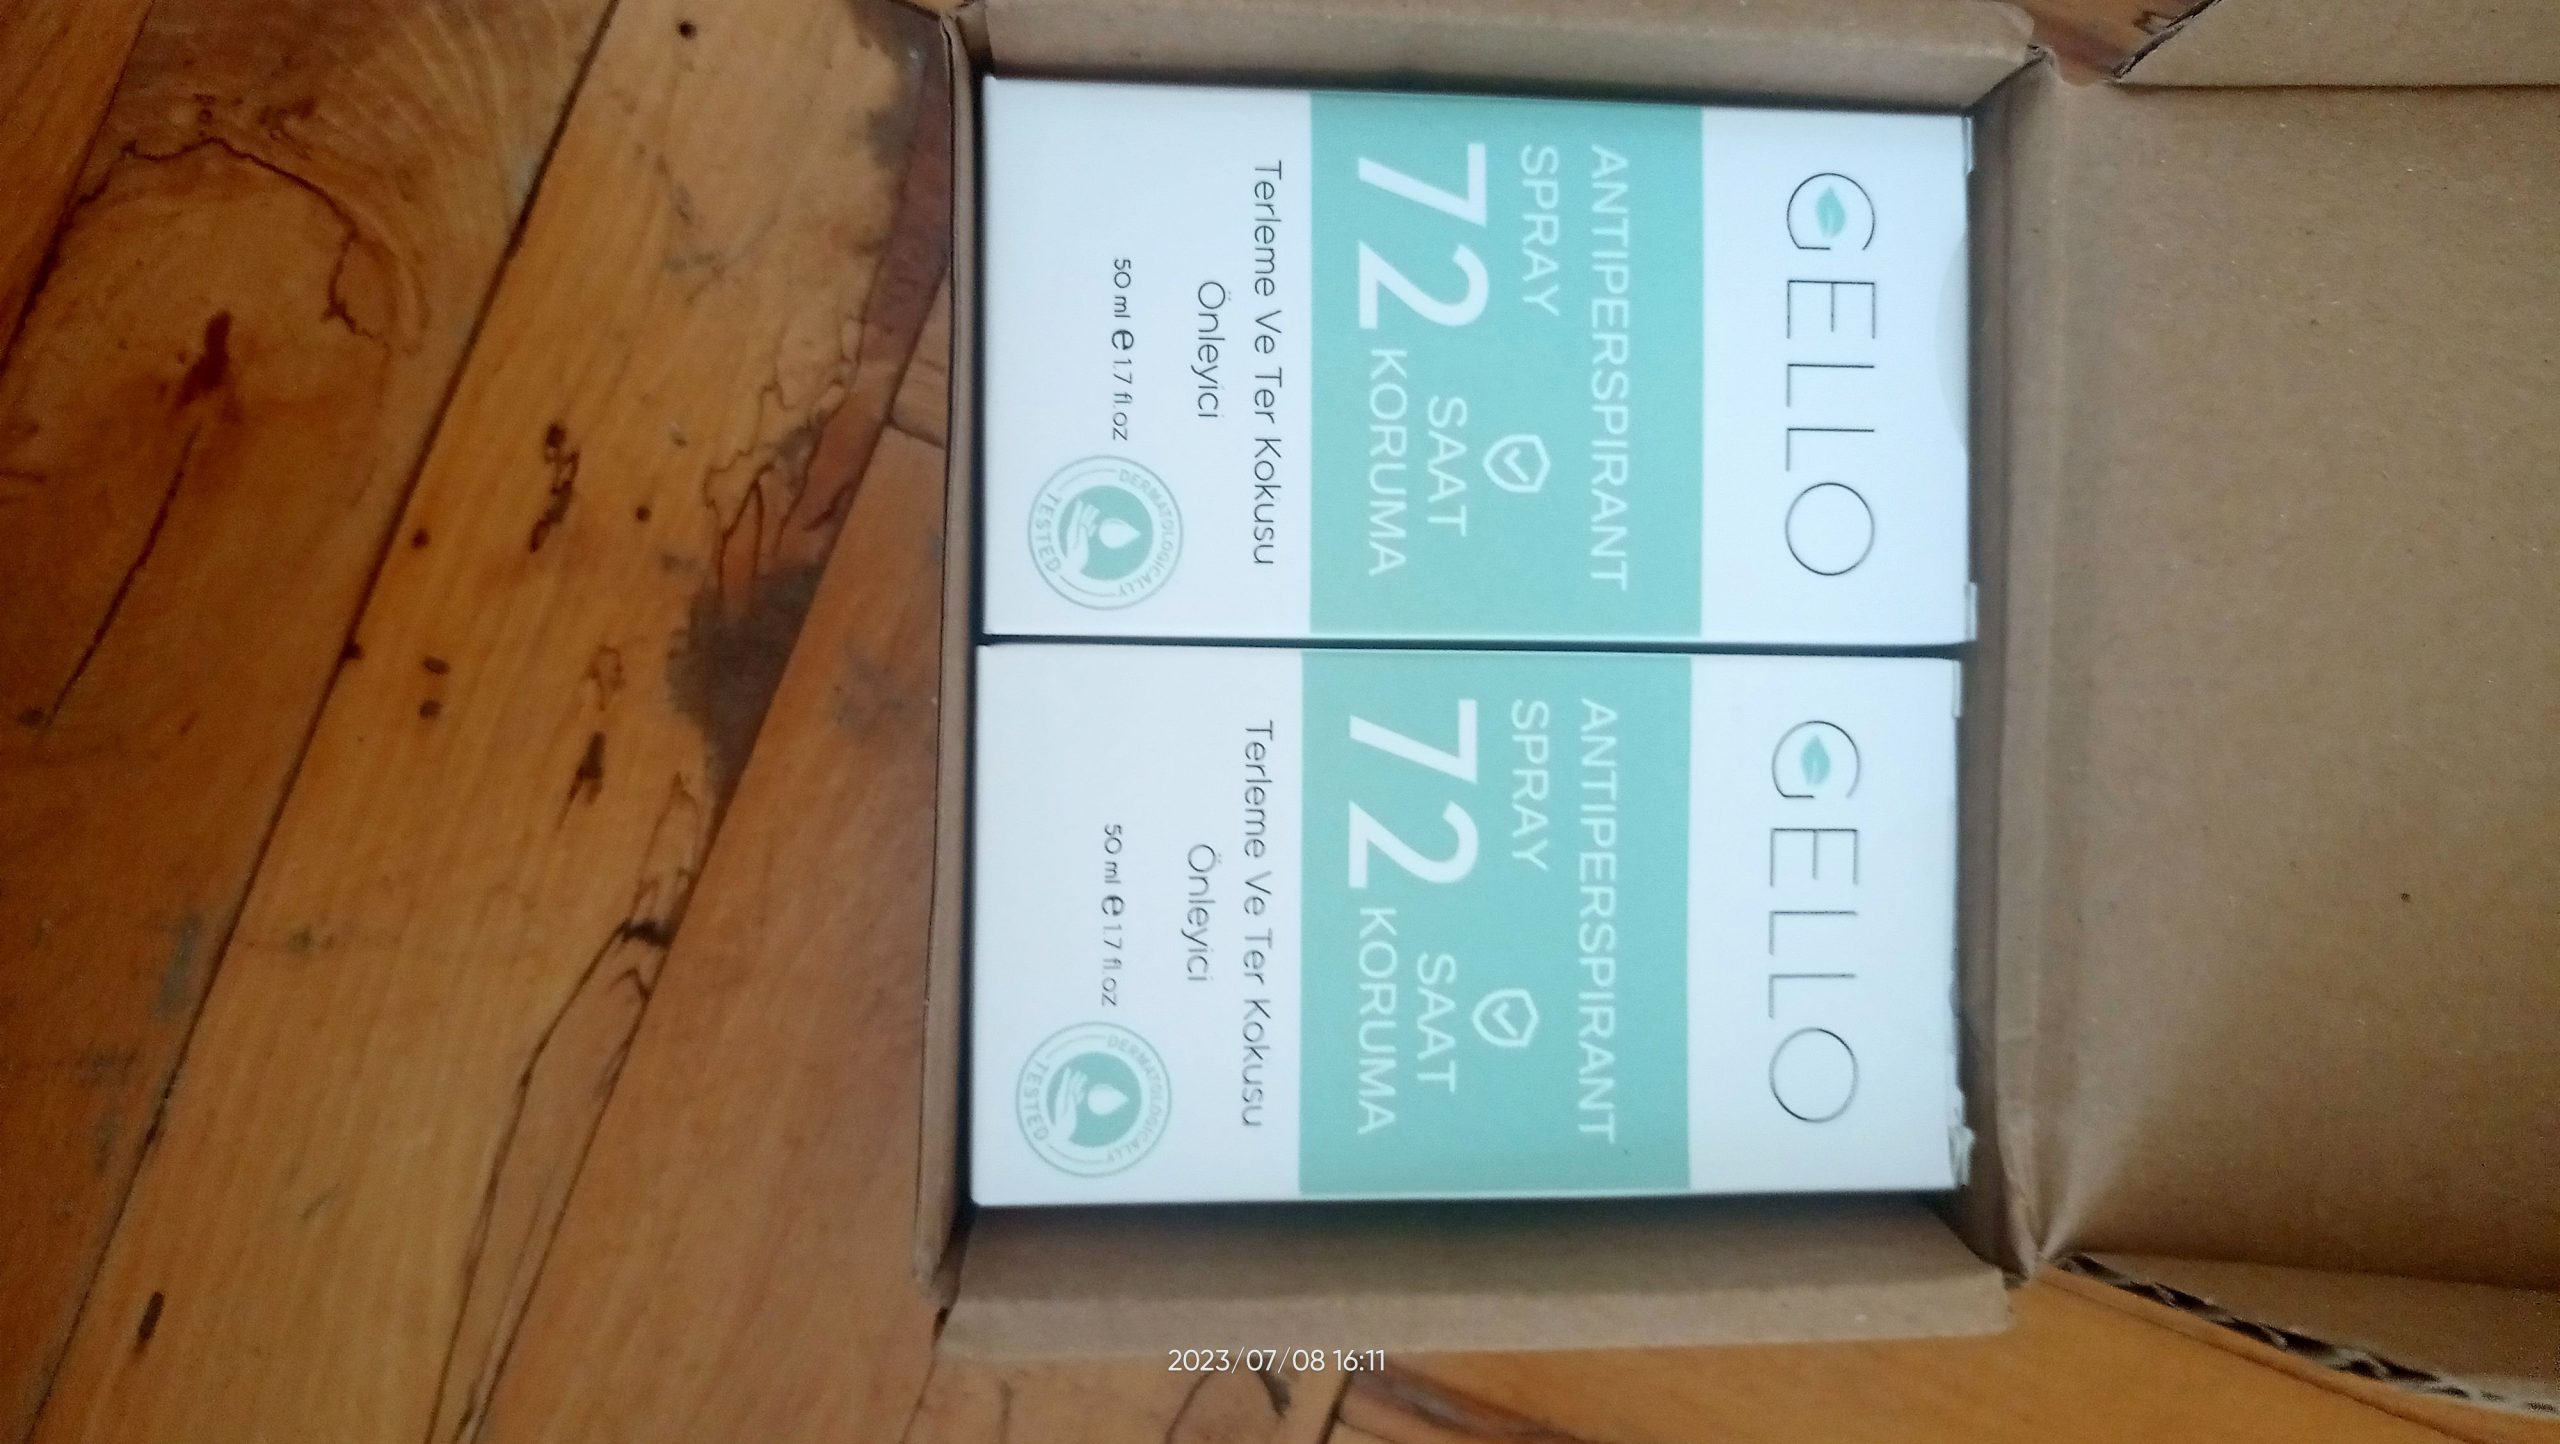 GELLO
ANTIPERSPIRANT
SPRAY
72 SAAT
KORUMA
Terleme Ve Ter Kokusu
Önleyici
50 ml e 1.7 fl.oz
DERMATOLOGICALLY
TESTED
GELLO
ANTIPERSPIRANT
SPRAY
72 SAAT
KORUMA
Terleme Ve Ter Kokusu
Önleyici
50 ml e 1.7 fl.oz
DERMATOLOGICALLY
TESTED
2023/07/08 16:11